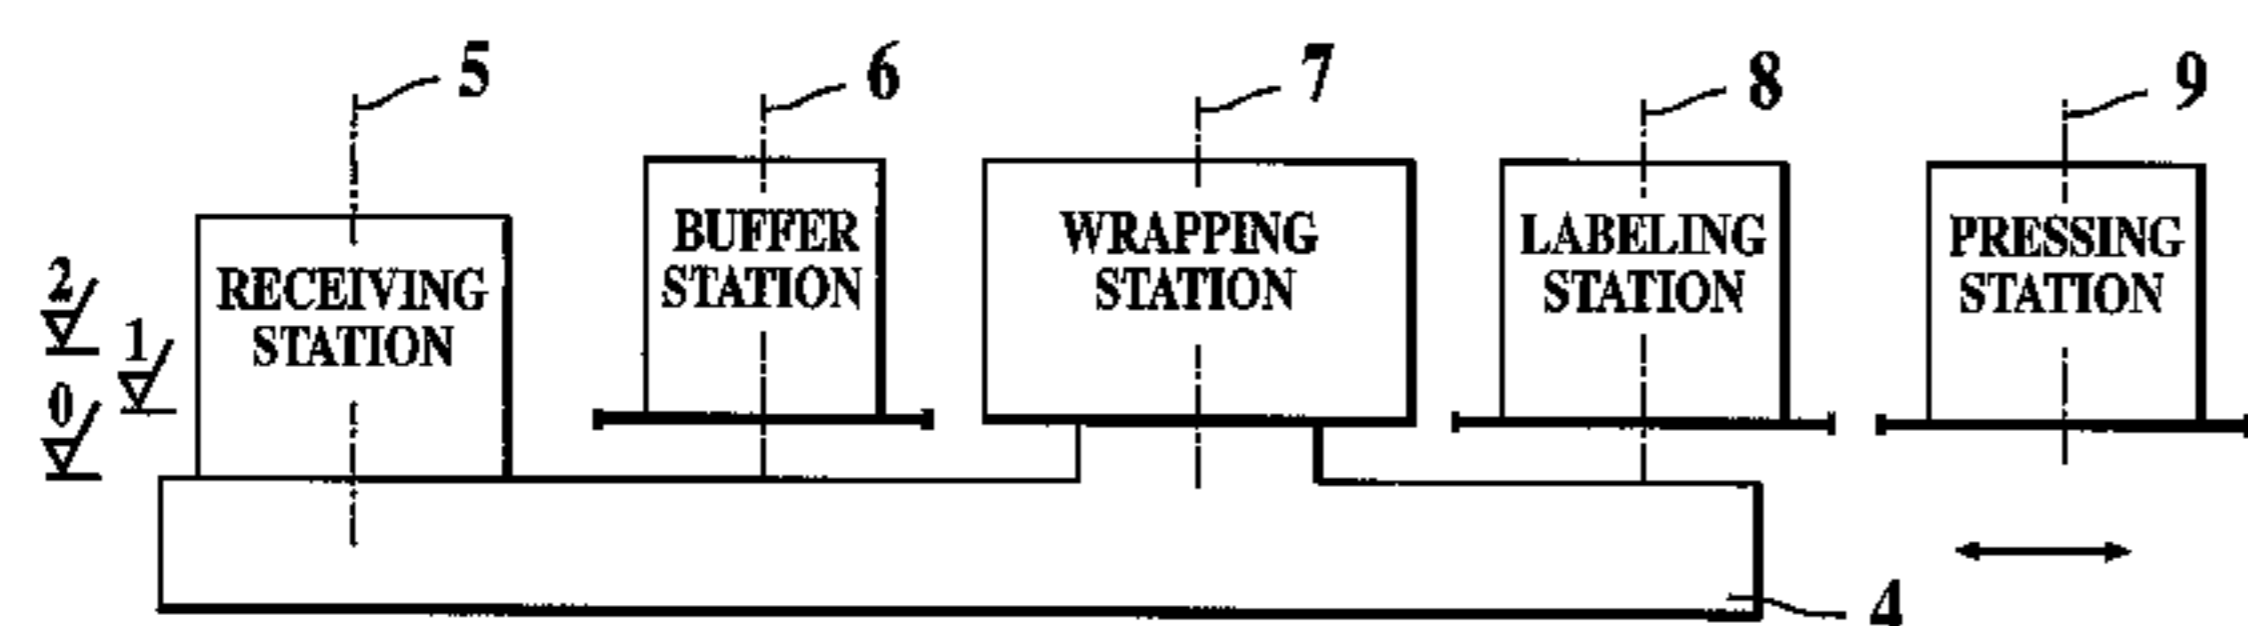 5
6
7
8
9
RECEIVING
STATION
BUFFER
STATION
WRAPPING
STATION
LABELING
STATION
PRESSING
STATION
2
1
0
4